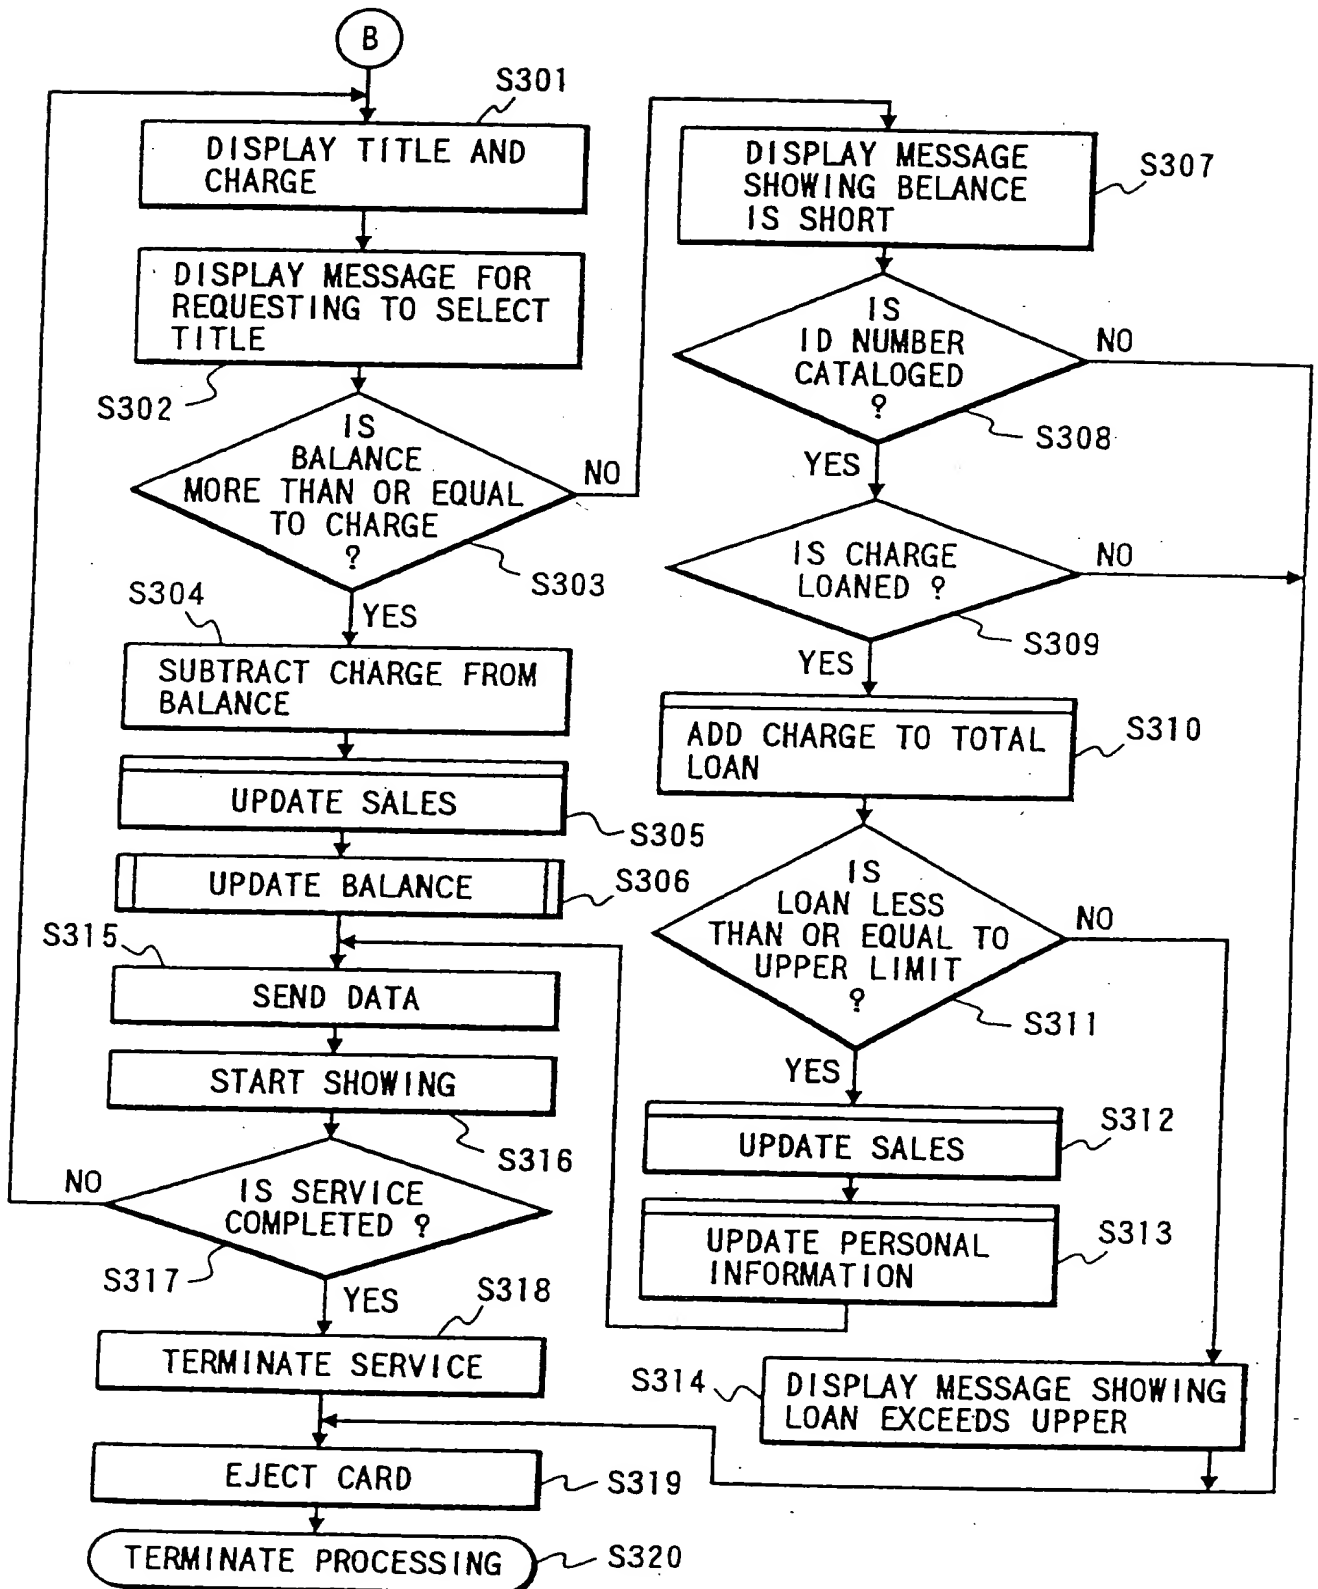 B
S301
DISPLAY TITLE AND
CHARGE
DISPLAY MESSAGE FOR
REQUESTING TO SELECT
TITLE
S302
IS
BALANCE
MORE THAN OR EQUAL
TO CHARGE
?
NO
S303
YES
S304
SUBTRACT CHARGE FROM
BALANCE
UPDATE SALES
S305
UPDATE BALANCE
S306
S315
SEND DATA
START SHOWING
S316
NO
IS SERVICE
COMPLETED ?
S317
YES
S318
TERMINATE SERVICE
EJECT CARD
S319
TERMINATE PROCESSING
S320
DISPLAY MESSAGE
SHOWING BELANCE
IS SHORT
S307
IS
ID NUMBER
CATALOGED
?
NO
S308
YES
IS CHARGE
LOANED ?
NO
S309
YES
ADD CHARGE TO TOTAL
LOAN
S310
IS
LOAN LESS
THAN OR EQUAL TO
UPPER LIMIT
?
NO
S311
YES
UPDATE SALES
S312
UPDATE PERSONAL
INFORMATION
S313
S314
DISPLAY MESSAGE SHOWING
LOAN EXCEEDS UPPER